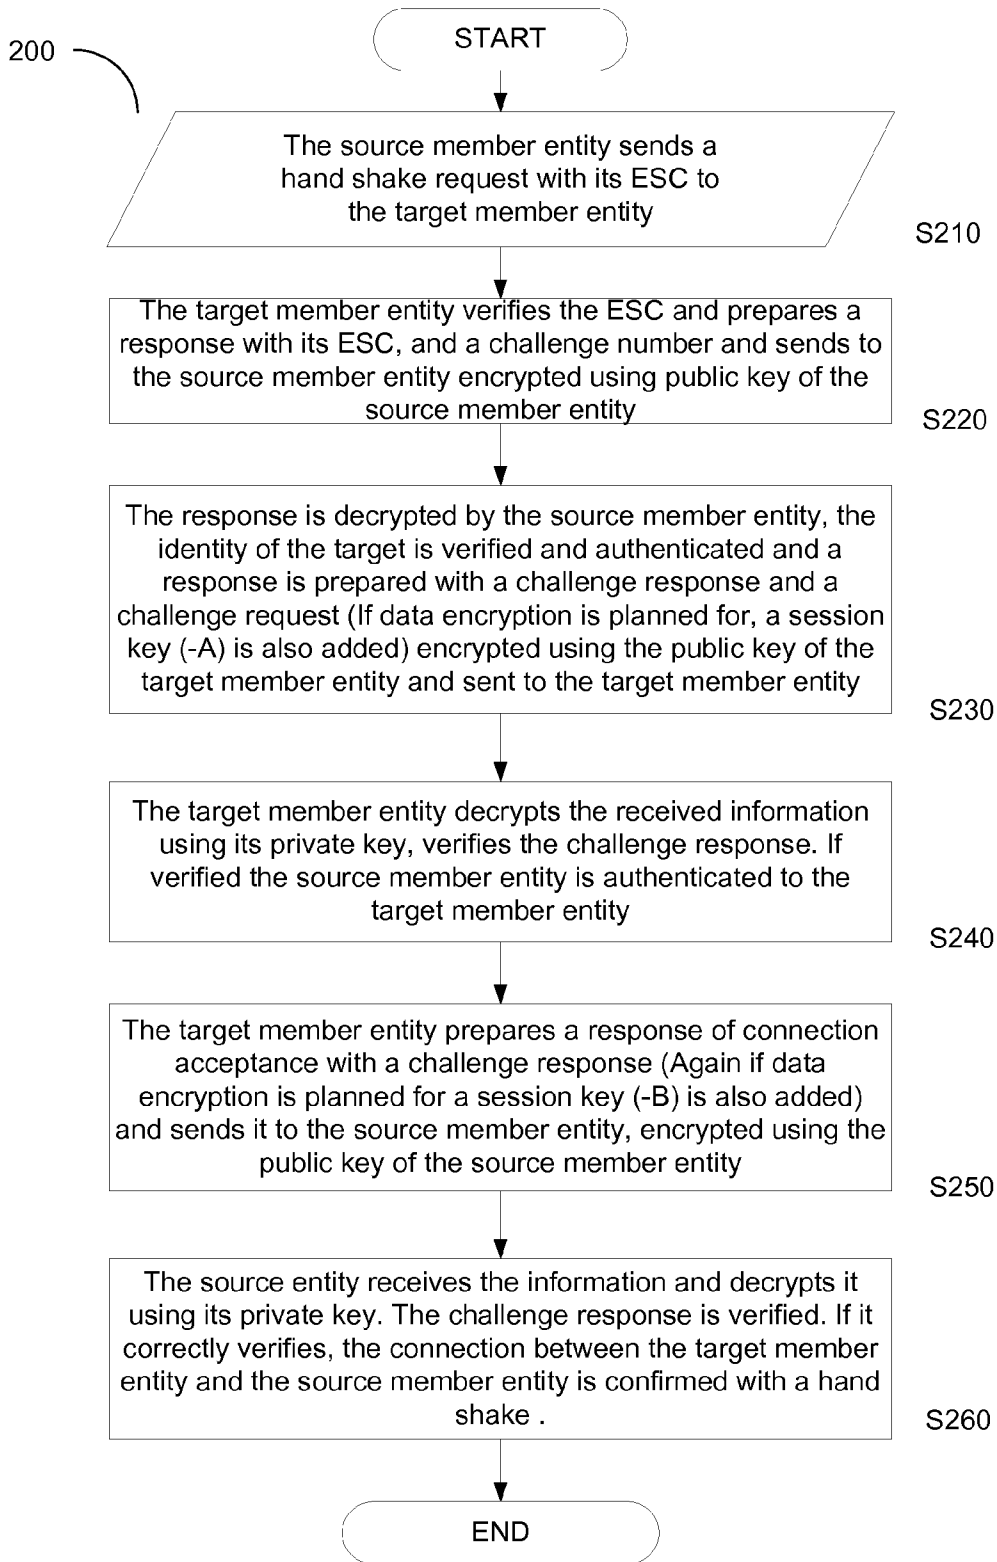 START
200
The source member entity sends a
hand shake request with its ESC to
the target member entity
S210
The target member entity verifies the ESC and prepares a
response with its ESC, and a challenge number and sends to
the source member entity encrypted using public key of the
source member entity
S220
The response is decrypted by the source member entity, the
identity of the target is verified and authenticated and a
response is prepared with a challenge response and a
challenge request (If data encryption is planned for, a session
key (-A) is also added) encrypted using the public key of the
target member entity and sent to the target member entity
S230
The target member entity decrypts the received information
using its private key, verifies the challenge response. If
verified the source member entity is authenticated to the
target member entity
S240
The target member entity prepares a response of connection
acceptance with a challenge response (Again if data
encryption is planned for a session key (-B) is also added)
and sends it to the source member entity, encrypted using the
public key of the source member entity
S250
The source entity receives the information and decrypts it
using its private key. The challenge response is verified. If it
correctly verifies, the connection between the target member
entity and the source member entity is confirmed with a hand
shake .
S260
END